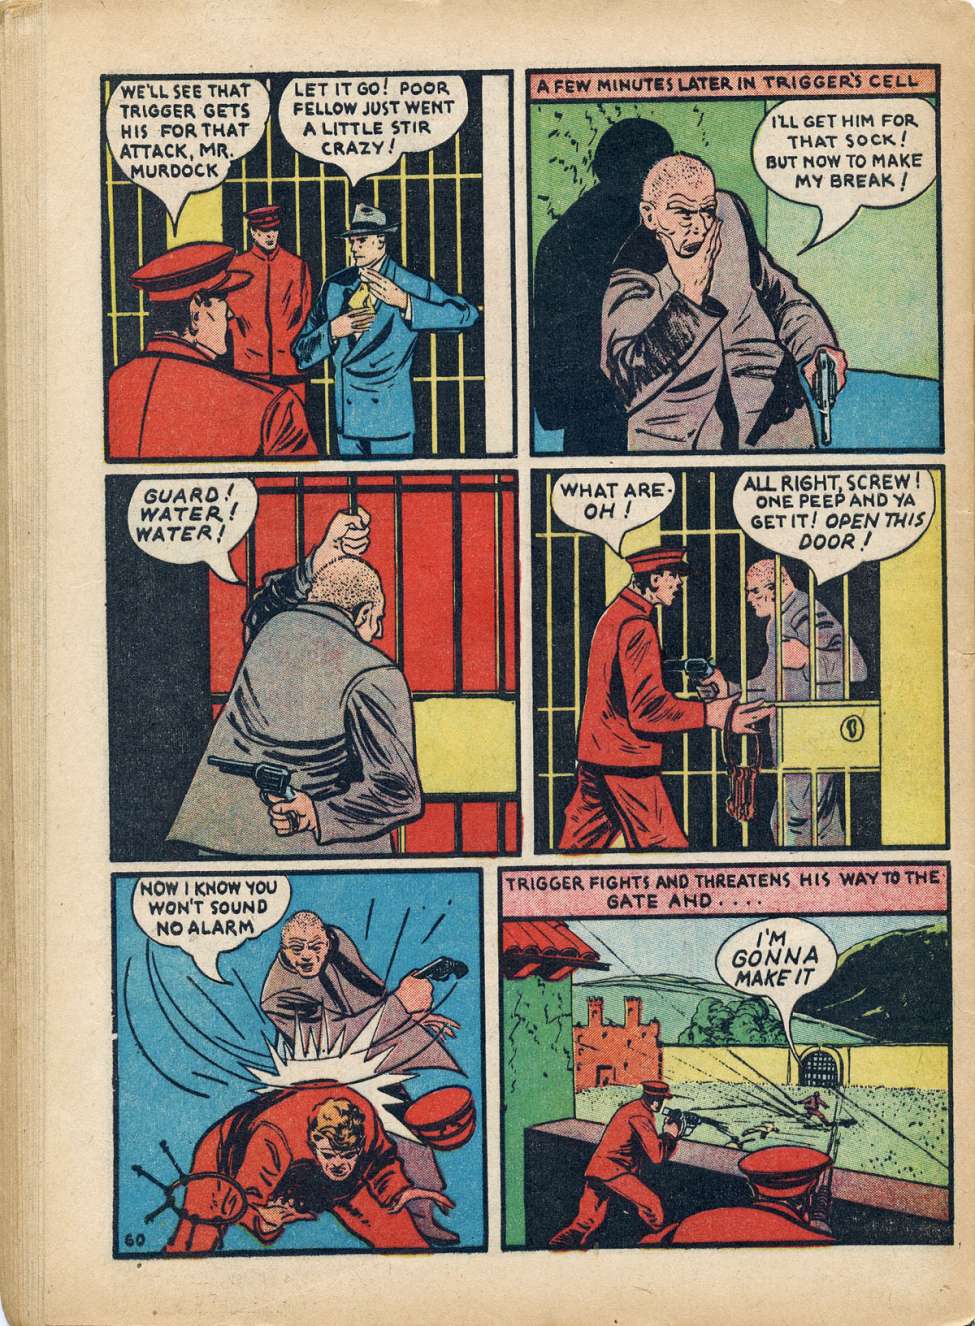 WE'LL SEE THAT
TRIGGER GETS
HIS FOR THAT
ATTACK, MR.
MURDOCK
LET IT GO! POOR
FELLOW JUST WENT
A LITTLE STIR
CRAZY!
A FEW MINUTES LATER IN TRIGGER'S CELL
I'LL GET HIM FOR
THAT SOCK!
BUT NOW TO MAKE
MY BREAK!
GUARD!
WATER!
WATER!
WHAT ARE-
OH!
ALL RIGHT, SCREW!
ONE PEEP AND YA
GET IT! OPEN THIS
DOOR!
NOW I KNOW YOU
WON'T SOUND
NO ALARM
60
TRIGGER FIGHTS AND THREATENS HIS WAY TO THE
GATE AND....
I'M
GONNA
MAKE IT